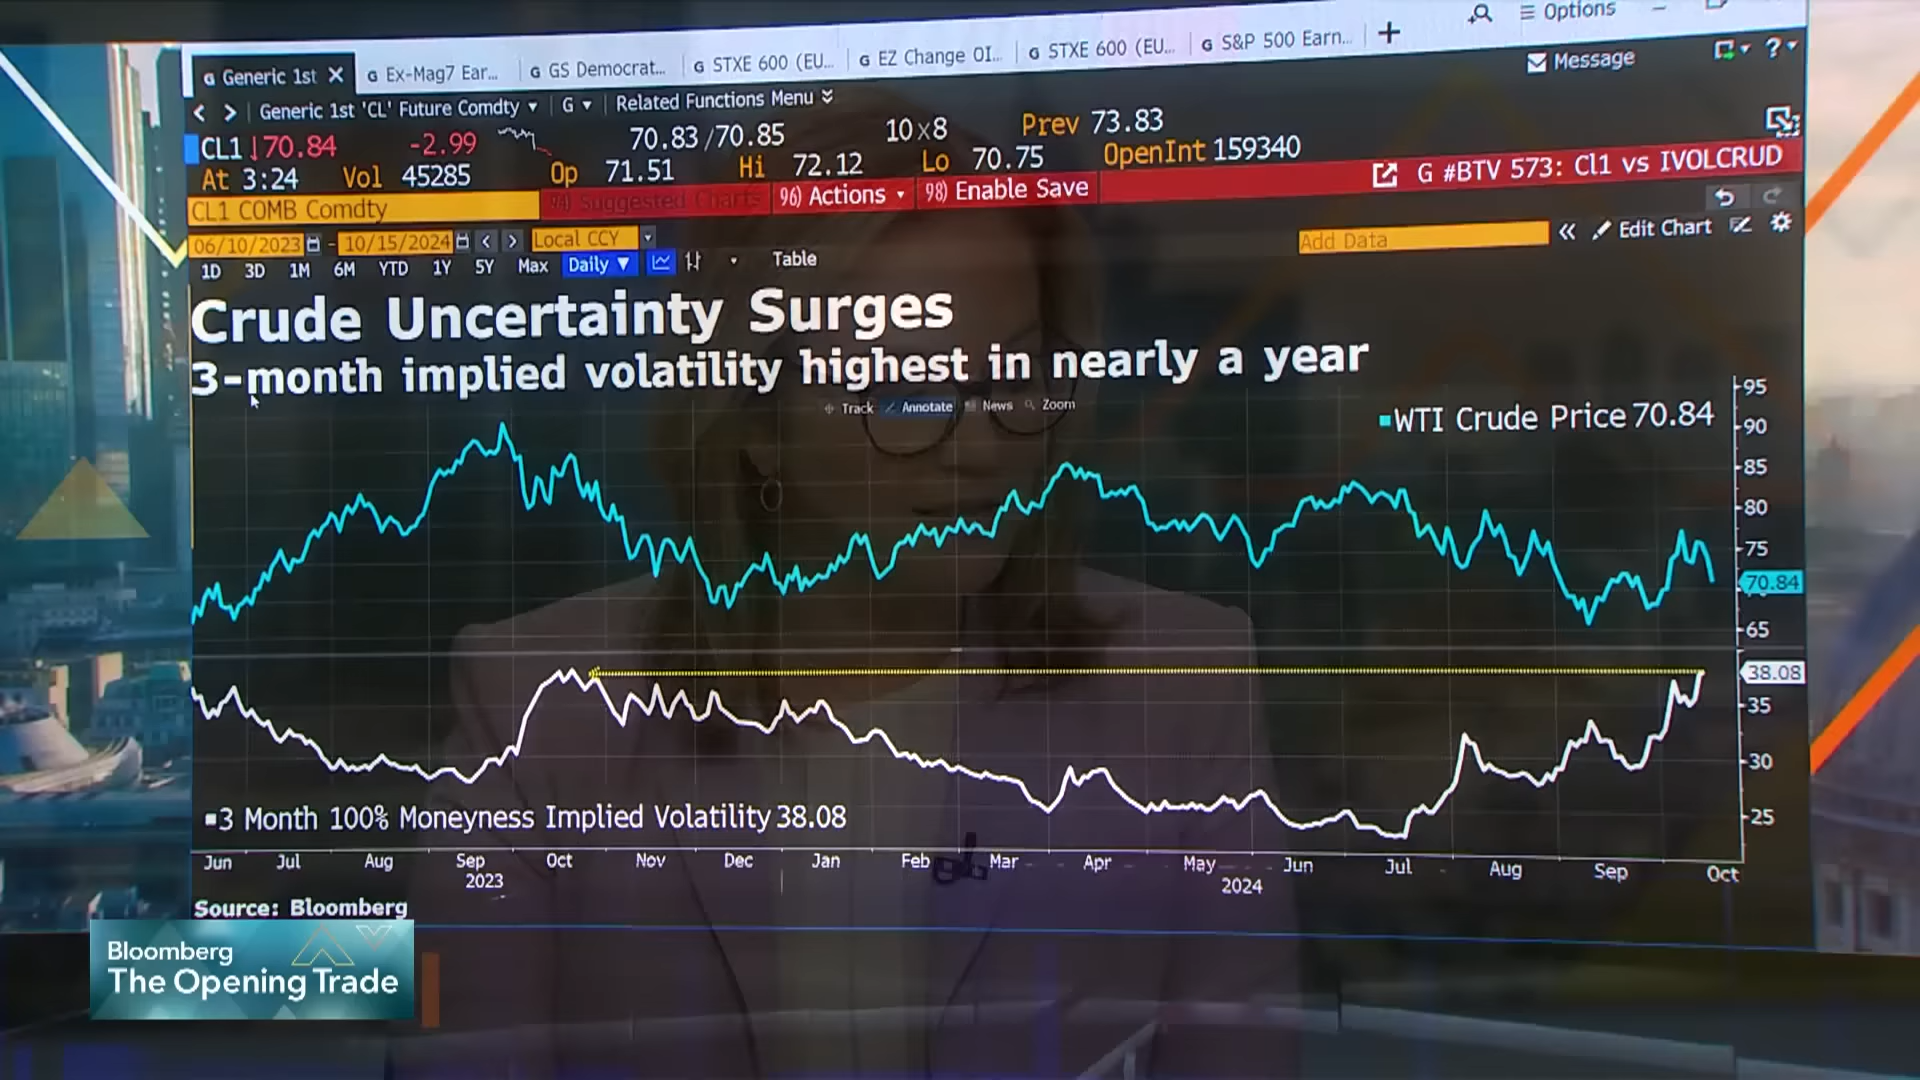 Options
G Generic 1st X
G Ex-Mag7 Ear...
G GS Democrat...
G STXE 600 (EU...
G EZ Change OI...
G STXE 600 (EU...
G S&P 500 Earn...
+
Message
?
< > Generic 1st 'CL' Future Comdty
G
Related Functions Menu
CL1 ↓70.84 -2.99 70.83/70.85 10×8 Prev 73.83
At 3:24 Vol 45285 Op 71.51 Hi 72.12 Lo 70.75 OpenInt 159340
CL1 COMB Comdty
94) Suggested Charts
96) Actions
98) Enable Save
G #BTV 573: Cl1 vs IVOLCRUD
06/10/2023 - 10/15/2024 < > Local CCY
Add Data
« Edit Chart
1D 3D 1M 6M YTD 1Y 5Y Max Daily ▼ Table
Crude Uncertainty Surges
3-month implied volatility highest in nearly a year
Track Annotate News Zoom
WTI Crude Price 70.84
95
90
85
80
75
70.84
65
38.08
35
30
25
3 Month 100% Moneyness Implied Volatility 38.08
Jun Jul Aug Sep Oct Nov Dec Jan Feb Mar Apr May Jun Jul Aug Sep Oct
2023 2024
Source: Bloomberg
Bloomberg
The Opening Trade